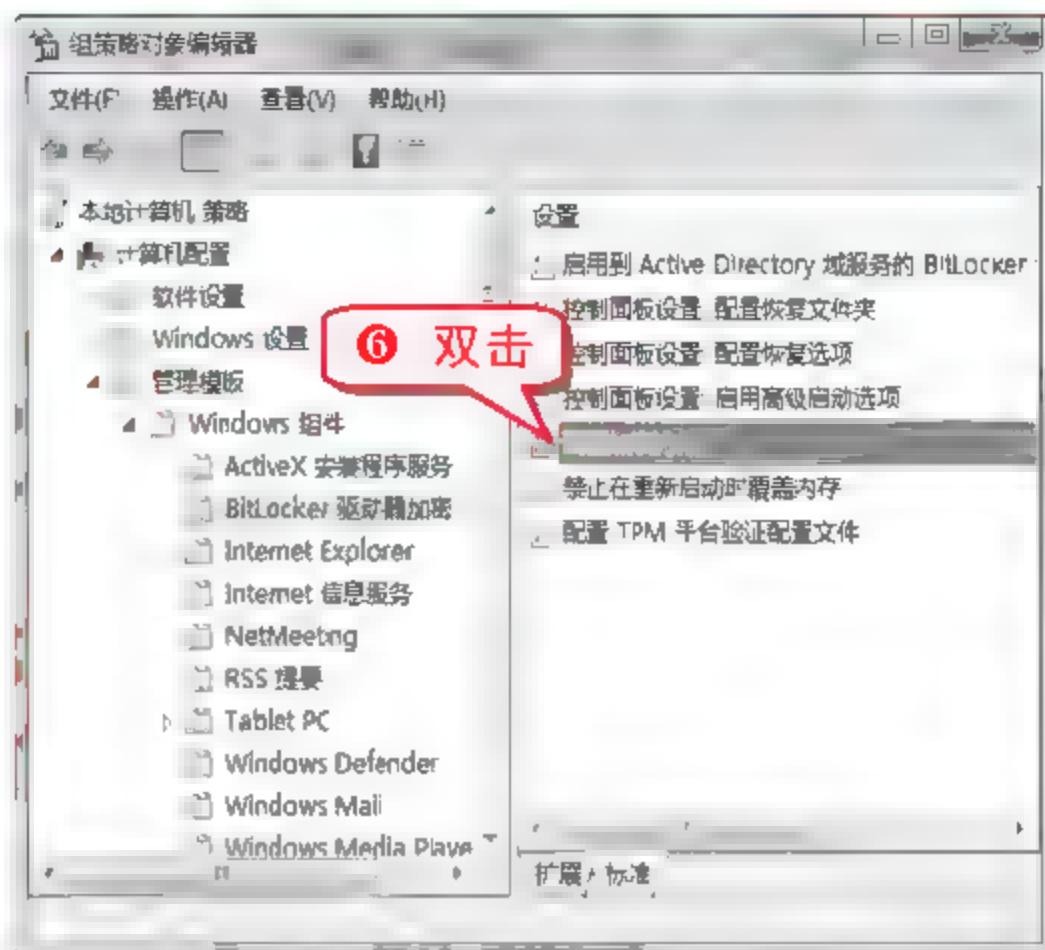 组策略对象编辑器
文件(F 操作(A) 查看(V) 帮助(H)
本地计算机 策略
计算机配置
软件设置
Windows 设置
管理模板
Windows 组件
ActiveX 安装程序服务
BitLocker 驱动器加密
Internet Explorer
Internet 信息服务
NetMeeting
RSS 提要
Tablet PC
Windows Defender
Windows Mail
Windows Media Playe
设置
启用到 Active Directory 域服务的 BitLocker
控制面板设置 配置恢复文件夹
控制面板设置 配置恢复选项
控制面板设置 启用高级启动选项
禁止在重新启动时覆盖内存
配置 TPM 平台验证配置文件
❻ 双击
扩展 标准